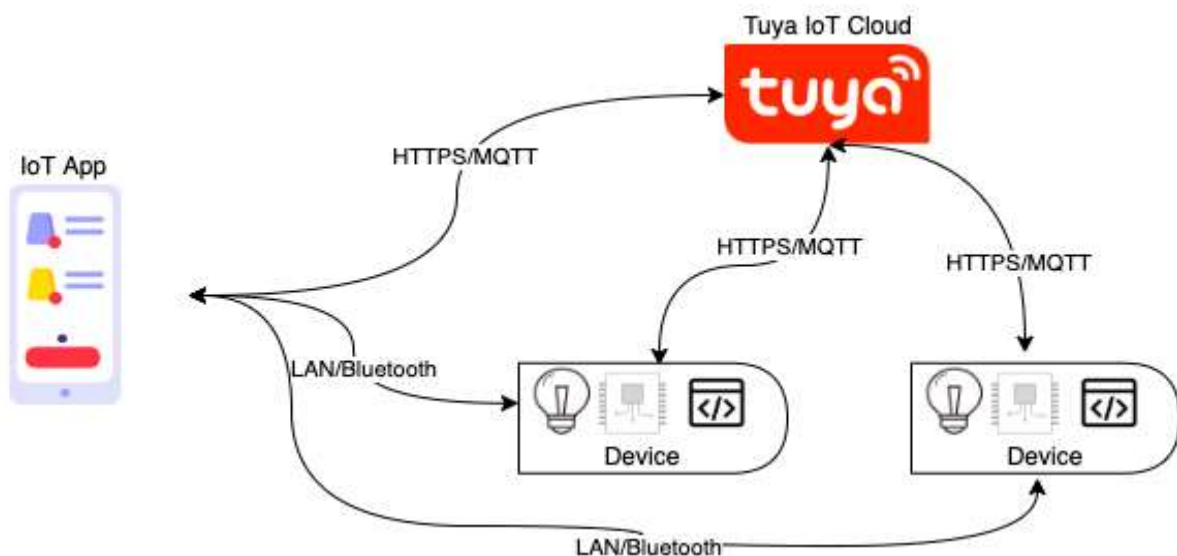 Tuya IoT Cloud
tuya
HTTPS/MQTT
IoT App
HTTPS/MQTT
HTTPS/MQTT
LAN/Bluetooth
</>
Device
</>
Device
LAN/Bluetooth